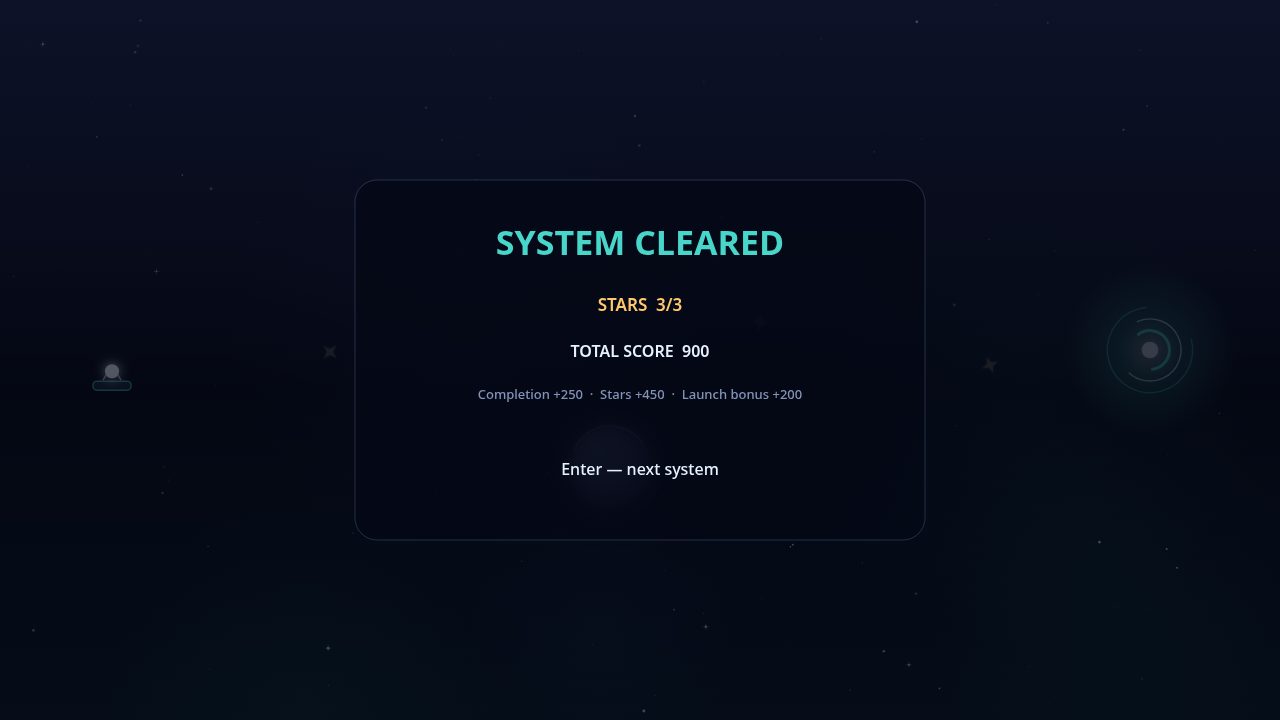 SYSTEM CLEARED
STARS 3/3
TOTAL SCORE 900
Completion +250 · Stars +450 · Launch bonus +200
Enter — next system